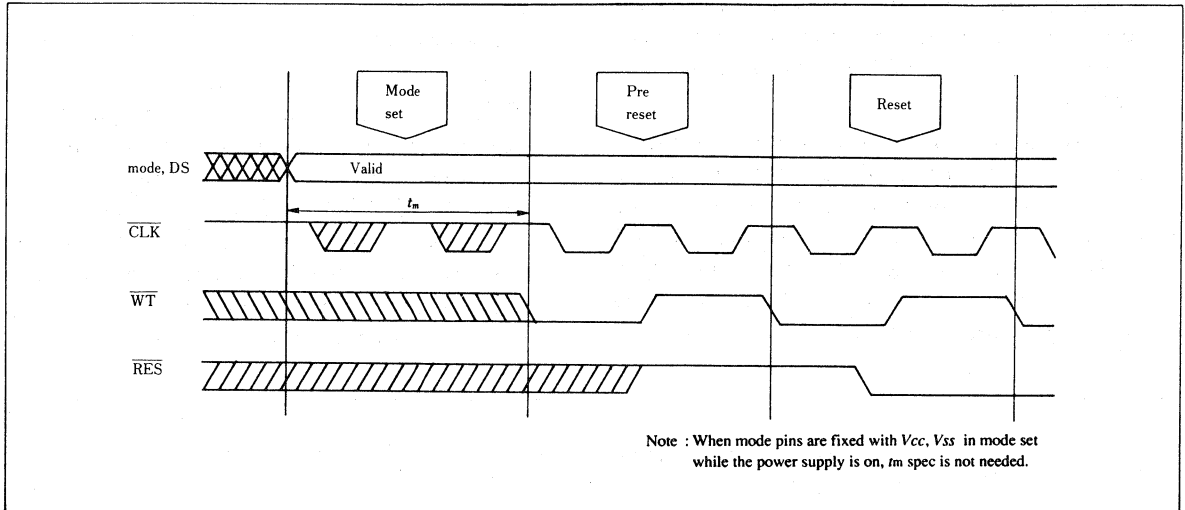 Mode
set
Pre
reset
Reset
mode, DS
Valid
tm
CLK
WT
RES
Note : When mode pins are fixed with Vcc, Vss in mode set
while the power supply is on, tm spec is not needed.